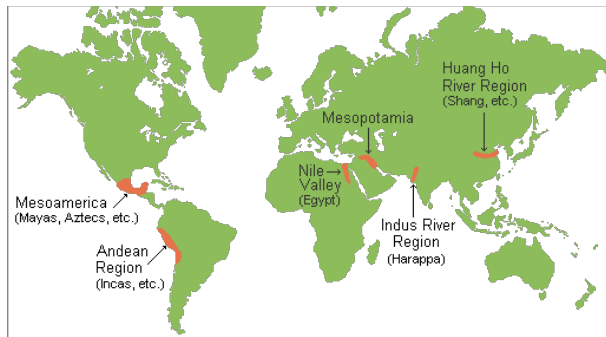 Huang Ho
River Region
(Shang, etc.)
Mesopotamia
Nile
Valley
(Egypt)
Indus River
Region
(Harappa)
Mesoamerica
(Mayas, Aztecs, etc.)
Andean
Region
(Incas, etc.)